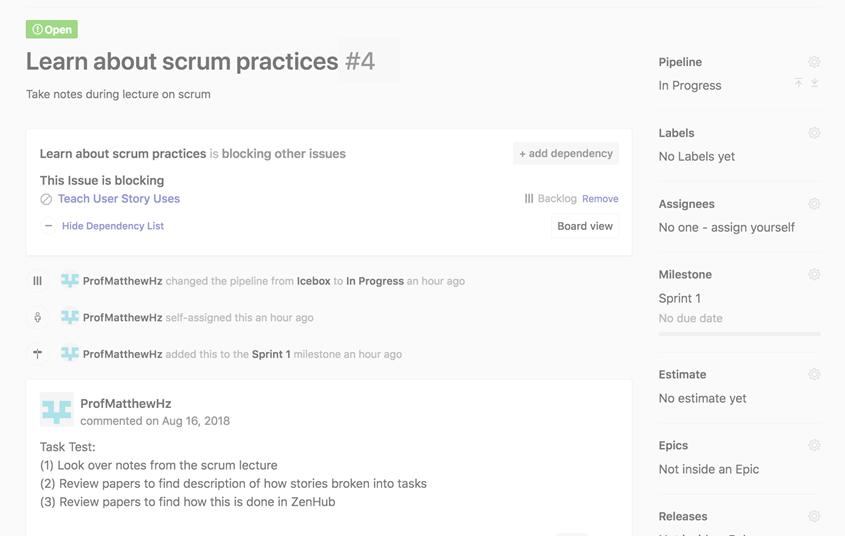 Open
Learn about scrum practices #4
Take notes during lecture on scrum
Learn about scrum practices is blocking other issues
+ add dependency
This Issue is blocking
Teach User Story Uses
Backlog Remove
Hide Dependency List
Board view
ProfMatthewHz changed the pipeline from Icebox to In Progress an hour ago
ProfMatthewHz self-assigned this an hour ago
ProfMatthewHz added this to the Sprint 1 milestone an hour ago
ProfMatthewHz
commented on Aug 16, 2018
Task Test:
(1) Look over notes from the scrum lecture
(2) Review papers to find description of how stories broken into tasks
(3) Review papers to find how this is done in ZenHub
Pipeline
In Progress
Labels
No Labels yet
Assignees
No one - assign yourself
Milestone
Sprint 1
No due date
Estimate
No estimate yet
Epics
Not inside an Epic
Releases